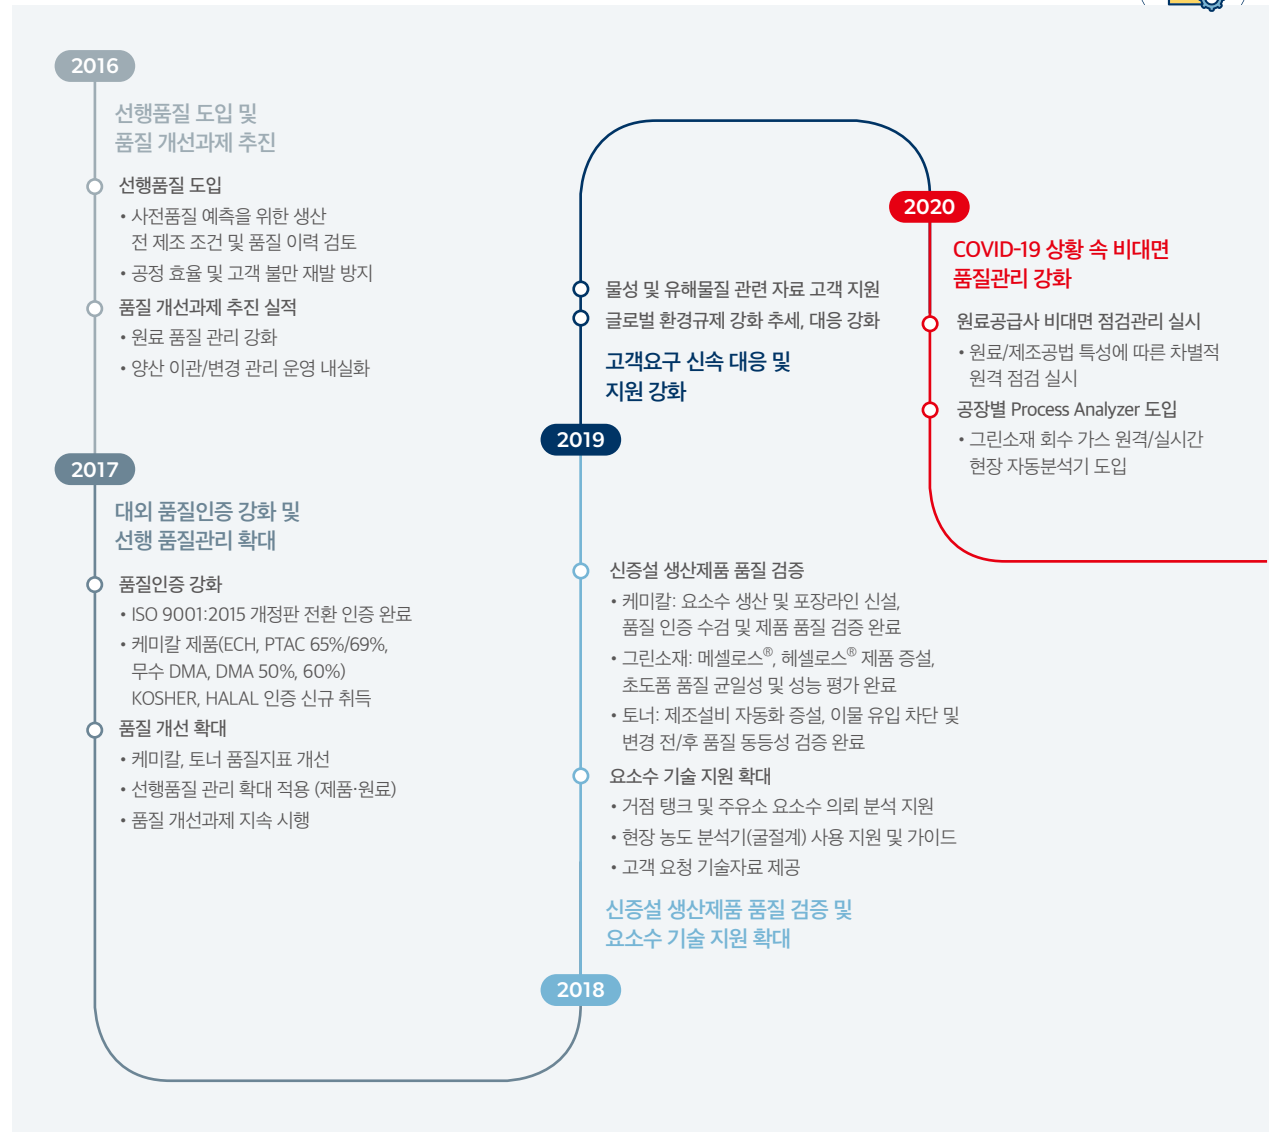 2016
선행품질 도입 및
품질 개선과제 추진
선행품질 도입
• 사전품질 예측을 위한 생산
전 제조 조건 및 품질 이력 검토
• 공정 효율 및 고객 불만 재발 방지
품질 개선과제 추진 실적
• 원료 품질 관리 강화
• 양산 이관/변경 관리 운영 내실화
2017
대외 품질인증 강화 및
선행 품질관리 확대
품질인증 강화
• ISO 9001:2015 개정판 전환 인증 완료
• 케미칼 제품(ECH, PTAC 65%/69%,
무수 DMA, DMA 50%, 60%)
KOSHER, HALAL 인증 신규 취득
품질 개선 확대
• 케미칼, 토너 품질지표 개선
• 선행품질 관리 확대 적용 (제품·원료)
• 품질 개선과제 지속 시행
물성 및 유해물질 관련 자료 고객 지원
글로벌 환경규제 강화 추세, 대응 강화
고객요구 신속 대응 및
지원 강화
2019
신증설 생산제품 품질 검증
• 케미칼: 요소수 생산 및 포장라인 신설,
품질 인증 수검 및 제품 품질 검증 완료
• 그린소재: 메셀로스®, 헤셀로스® 제품 증설,
초도품 품질 균일성 및 성능 평가 완료
• 토너: 제조설비 자동화 증설, 이물 유입 차단 및
변경 전/후 품질 동등성 검증 완료
요소수 기술 지원 확대
• 거점 탱크 및 주유소 요소수 의뢰 분석 지원
• 현장 농도 분석기(굴절계) 사용 지원 및 가이드
• 고객 요청 기술자료 제공
신증설 생산제품 품질 검증 및
요소수 기술 지원 확대
2018
2020
COVID-19 상황 속 비대면
품질관리 강화
원료공급사 비대면 점검관리 실시
• 원료/제조공법 특성에 따른 차별적
원격 점검 실시
공장별 Process Analyzer 도입
• 그린소재 회수 가스 원격/실시간
현장 자동분석기 도입